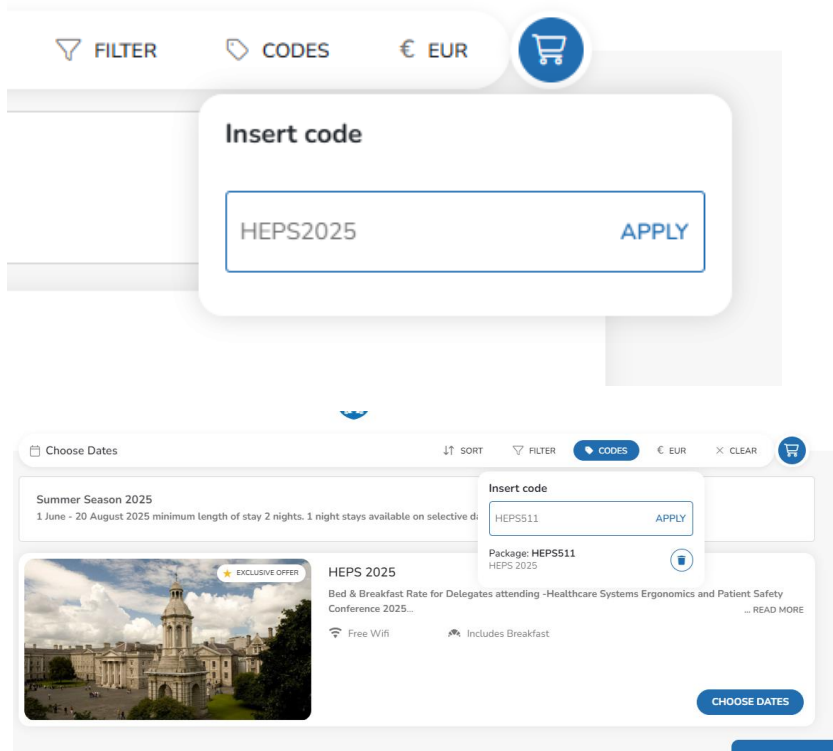 FILTER CODES € EUR
Insert code
HEPS2025 APPLY
Choose Dates SORT FILTER CODES € EUR CLEAR
Summer Season 2025
1 June - 20 August 2025 minimum length of stay 2 nights. 1 night stays available on selective
Insert code
HEPS511 APPLY
Package: HEPS511
HEPS 2025
EXCLUSIVE OFFER
HEPS 2025
Bed & Breakfast Rate for Delegates attending -Healthcare Systems Ergonomics and Patient Safety
Conference 2025... ... READ MORE
Free Wifi Includes Breakfast
CHOOSE DATES